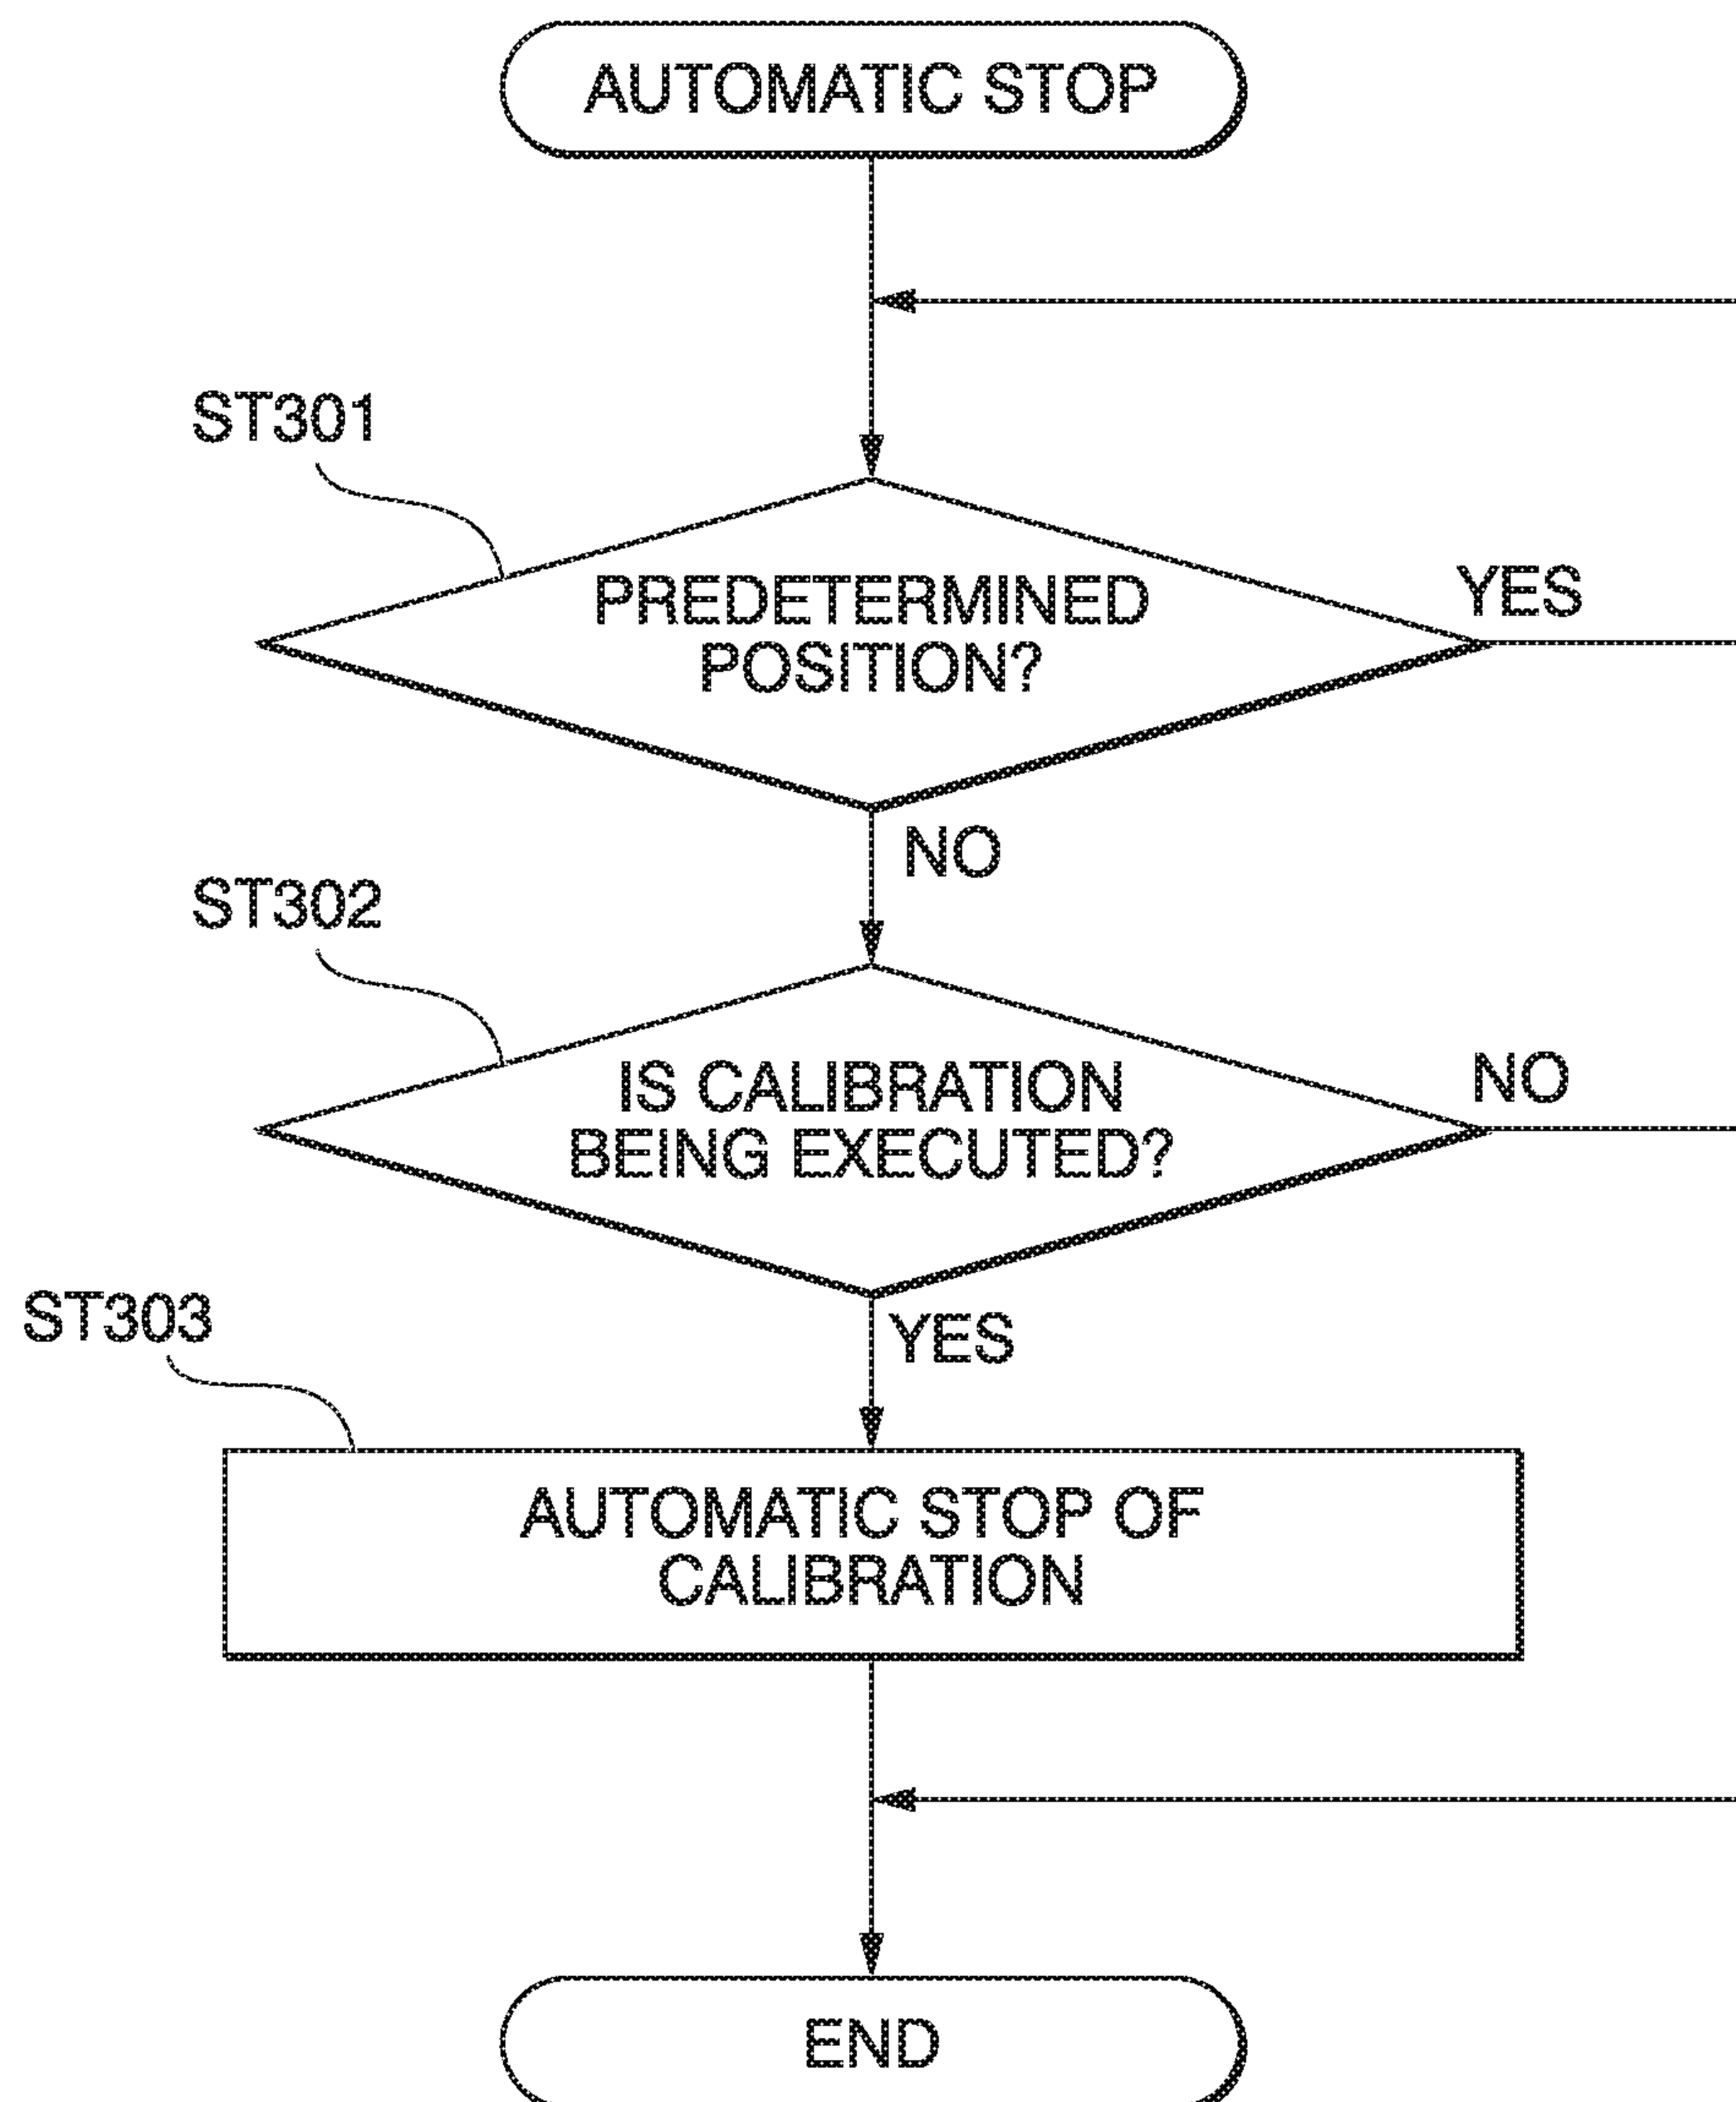 AUTOMATIC STOP
ST301
PREDETERMINED
POSITION?
YES
NO
ST302
IS CALIBRATION
BEING EXECUTED?
NO
YES
ST303
AUTOMATIC STOP OF
CALIBRATION
END